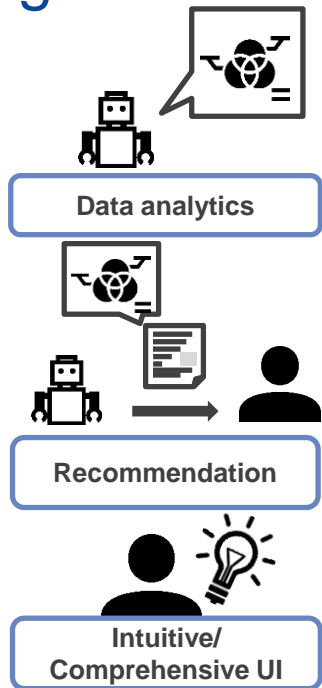 g
Data analytics
Recommendation
Intuitive/
Comprehensive UI